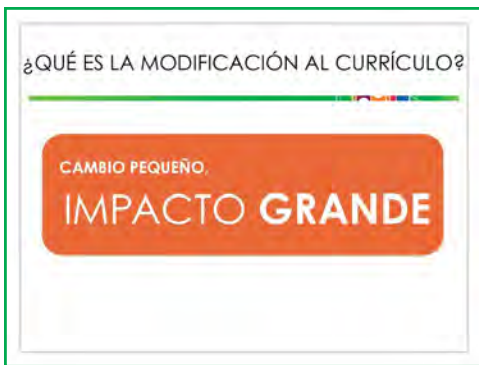 ¿QUÉ ES LA MODIFICACIÓN AL CURRÍCULO?
CAMBIO PEQUEÑO,
IMPACTO GRANDE